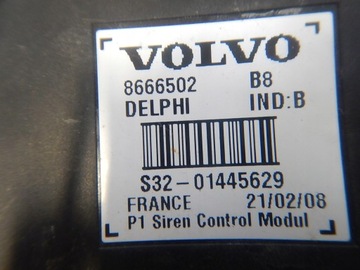 VOLVO
8666502 B8
DELPHI IND:B
S32-01445629
FRANCE 21/02/08
P1 Siren Control Modul